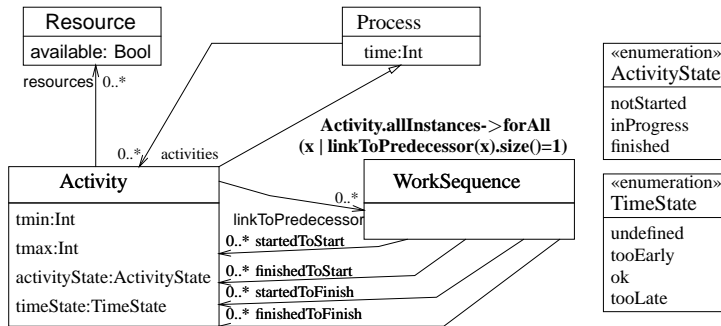 Resource
available: Bool
resources
0..*
Process
time:Int
«enumeration»
ActivityState
notStarted
inProgress
finished
0..*
activities
Activity.allInstances->forAll
(x | linkToPredecessor(x).size()=1)
Activity
tmin:Int
tmax:Int
activityState:ActivityState
timeState:TimeState
0..*
linkToPredecessor
WorkSequence
0..* startedToStart
0..* finishedToStart
0..* startedToFinish
0..* finishedToFinish
«enumeration»
TimeState
undefined
tooEarly
ok
tooLate